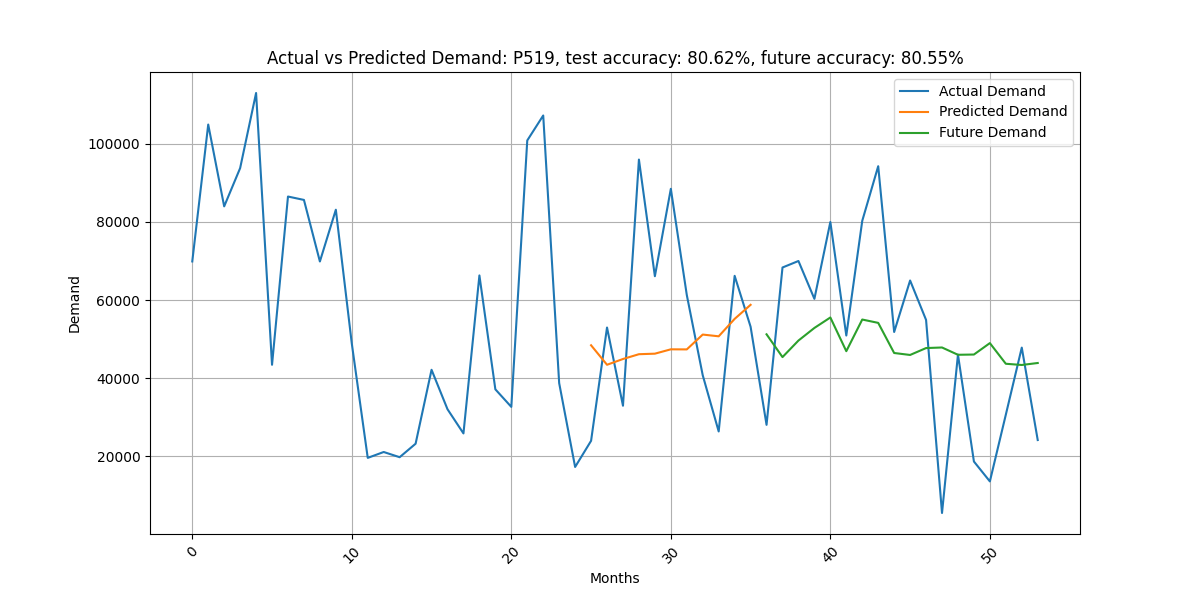 Actual vs Predicted Demand: P519, test accuracy: 80.62%, future accuracy: 80.55%
Actual Demand
Predicted Demand
Future Demand
100000
80000
60000
40000
20000
Demand
0
10
20
30
40
50
Months